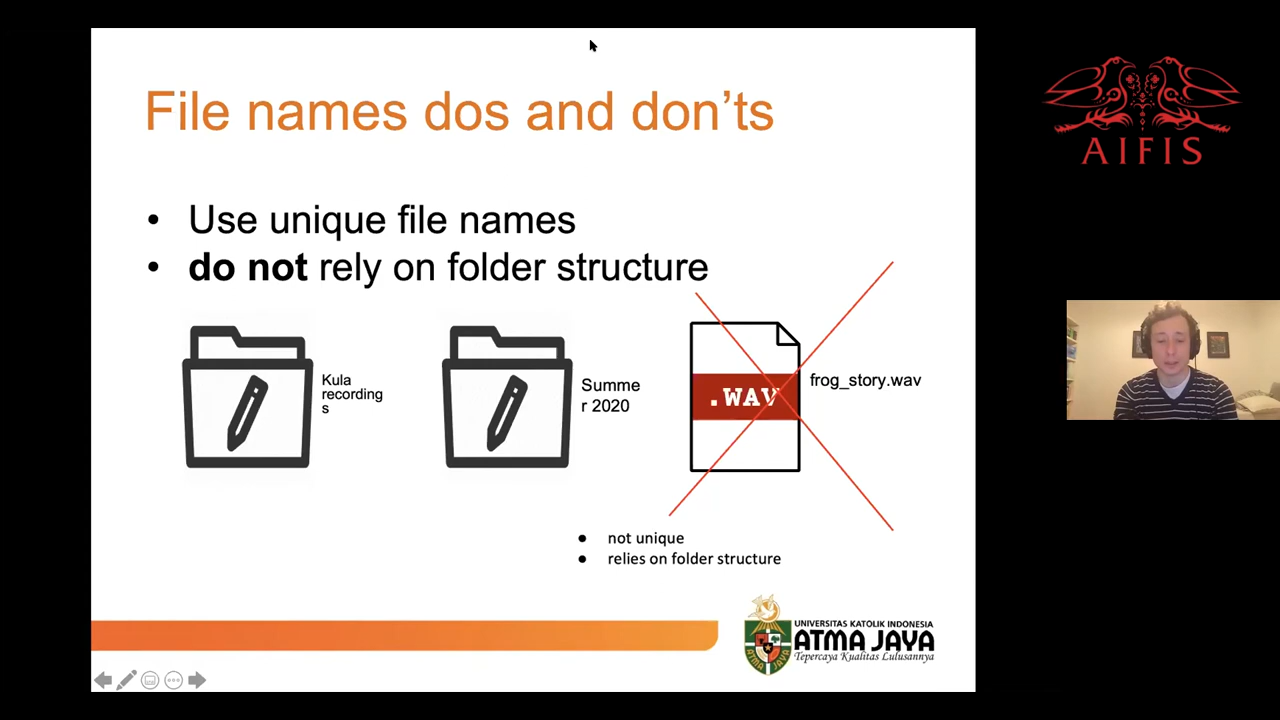 File names dos and don’ts
• Use unique file names
• do not rely on folder structure
Kula
recording
s
Summe
r 2020
.WAV
frog_story.wav
● not unique
● relies on folder structure
UNIVERSITAS KATOLIK INDONESIA
ATMA JAYA
Tepercaya Kualitas Lulusannya
ATMA JAYA
AIFIS